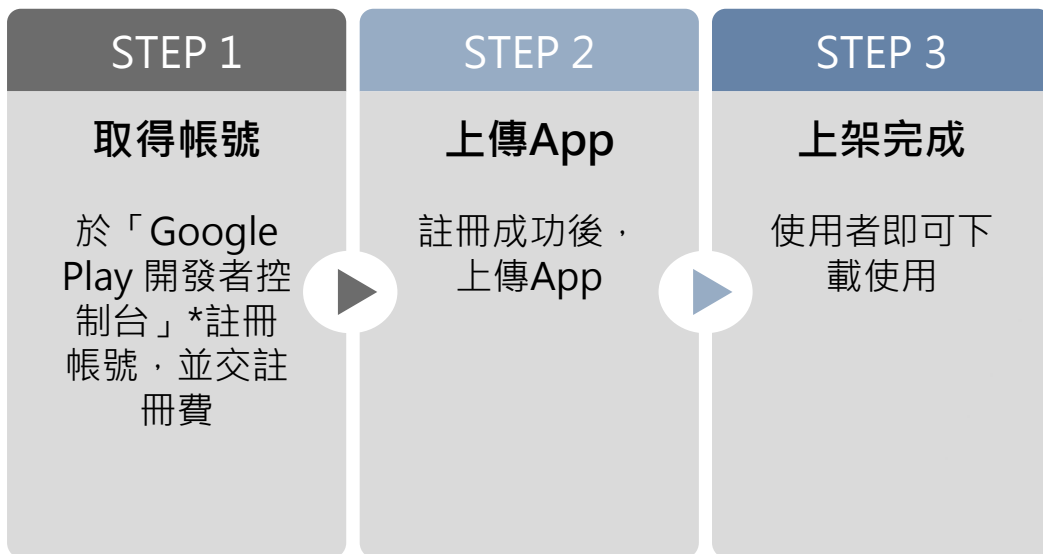 STEP 1
取得帳號
於「Google
Play 開發者控
制台」*註冊
帳號，並交註
冊費
STEP 2
上傳App
註冊成功後，
上傳App
STEP 3
上架完成
使用者即可下
載使用